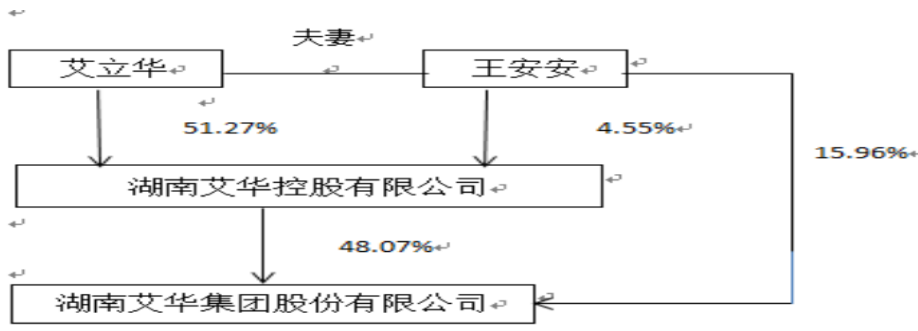 夫妻
艾立华
王安安
51.27%
4.55%
15.96%
湖南艾华控股有限公司
48.07%
湖南艾华集团股份有限公司